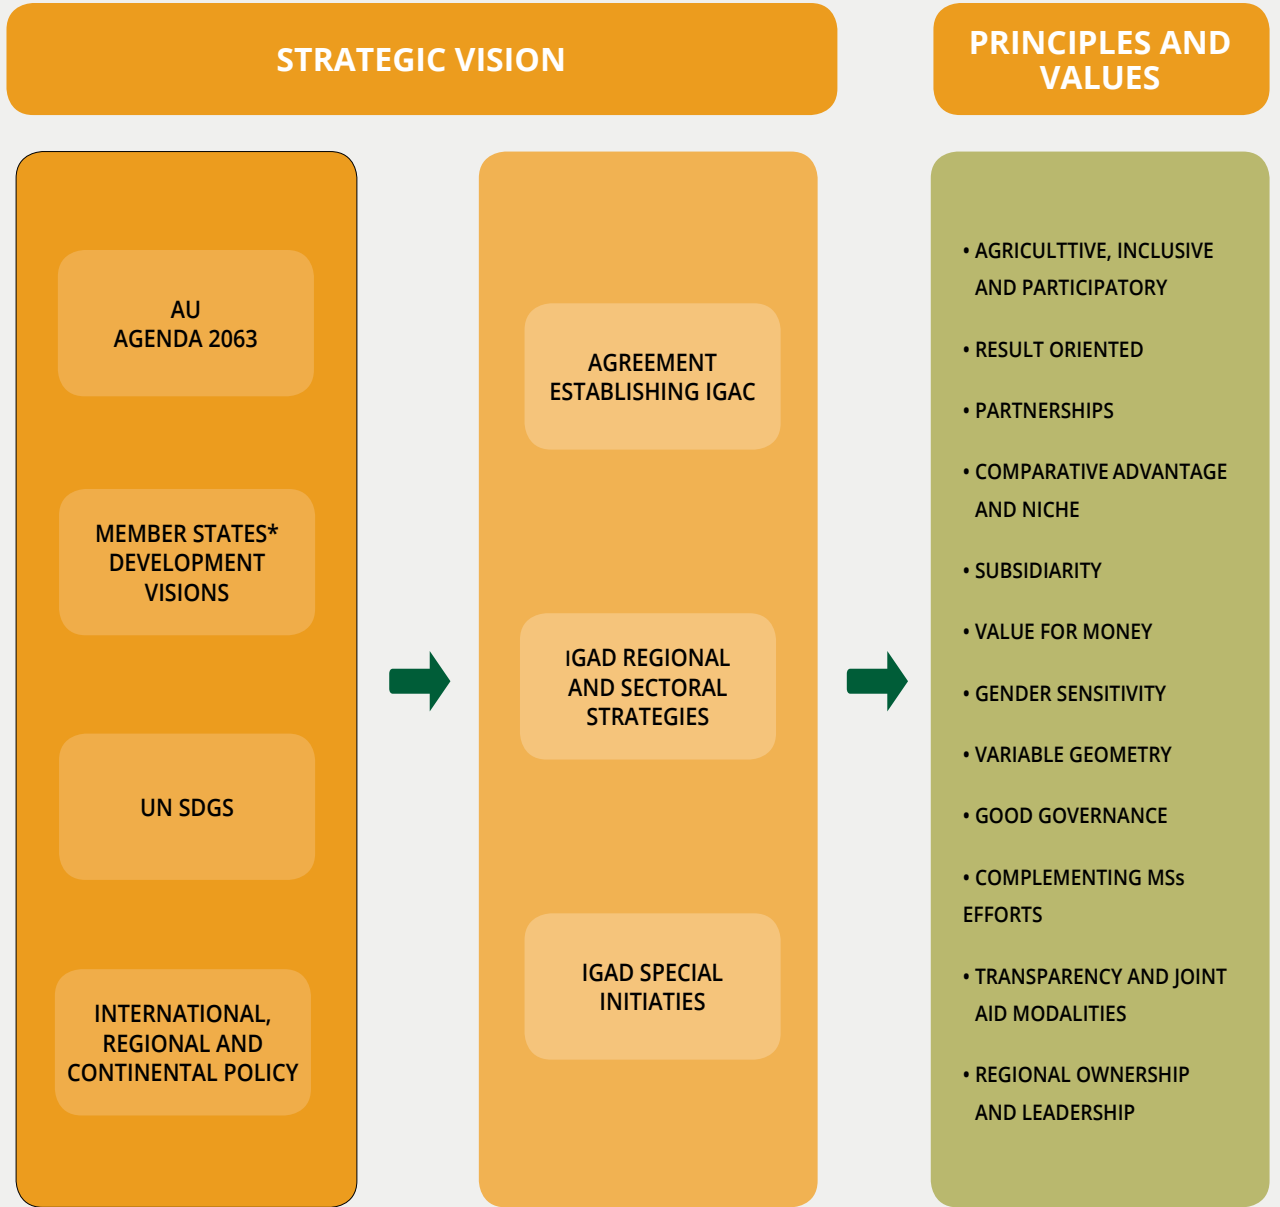 STRATEGIC VISION
PRINCIPLES AND
VALUES
AU
AGENDA 2063
MEMBER STATES*
DEVELOPMENT
VISIONS
UN SDGS
INTERNATIONAL,
REGIONAL AND
CONTINENTAL POLICY
AGREEMENT
ESTABLISHING IGAC
IGAD REGIONAL
AND SECTORAL
STRATEGIES
IGAD SPECIAL
INITIATIES
• AGRICULTTIVE, INCLUSIVE
AND PARTICIPATORY
• RESULT ORIENTED
• PARTNERSHIPS
• COMPARATIVE ADVANTAGE
AND NICHE
• SUBSIDIARITY
• VALUE FOR MONEY
• GENDER SENSITIVITY
• VARIABLE GEOMETRY
• GOOD GOVERNANCE
• COMPLEMENTING MSs
EFFORTS
• TRANSPARENCY AND JOINT
AID MODALITIES
• REGIONAL OWNERSHIP
AND LEADERSHIP